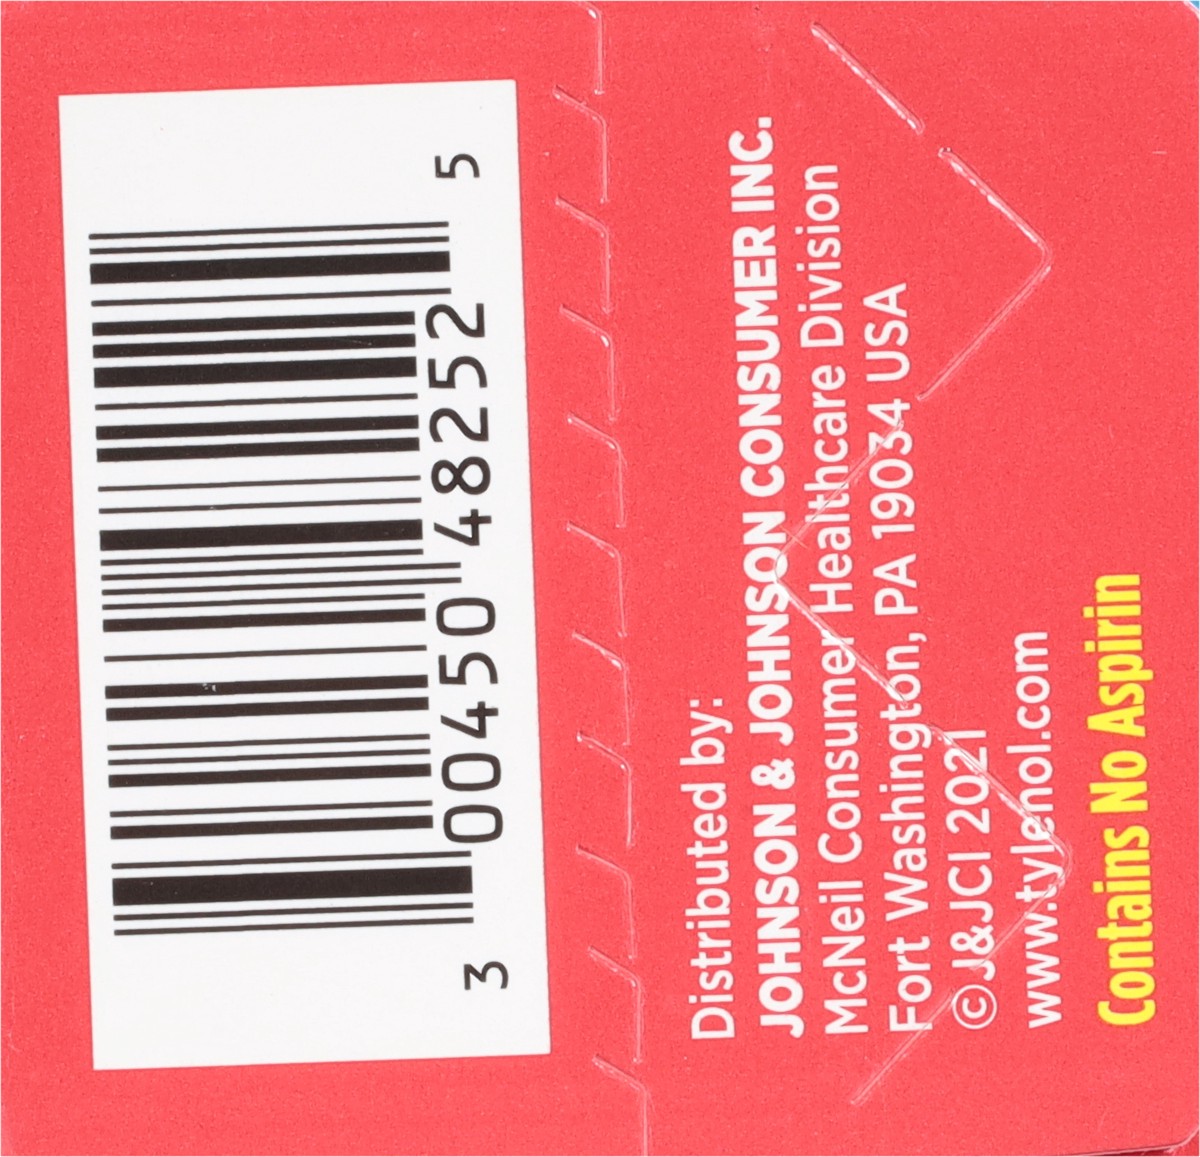 3 00450 48252 5
Distributed by:
JOHNSON & JOHNSON CONSUMER INC.
McNeil Consumer Healthcare Division
Fort Washington, PA 19034 USA
©J&JCI 2021
www.tylenol.com
Contains No Aspirin